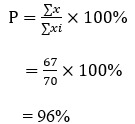 P = ∑x/∑xi × 100%
= 67/70 × 100%
= 96%